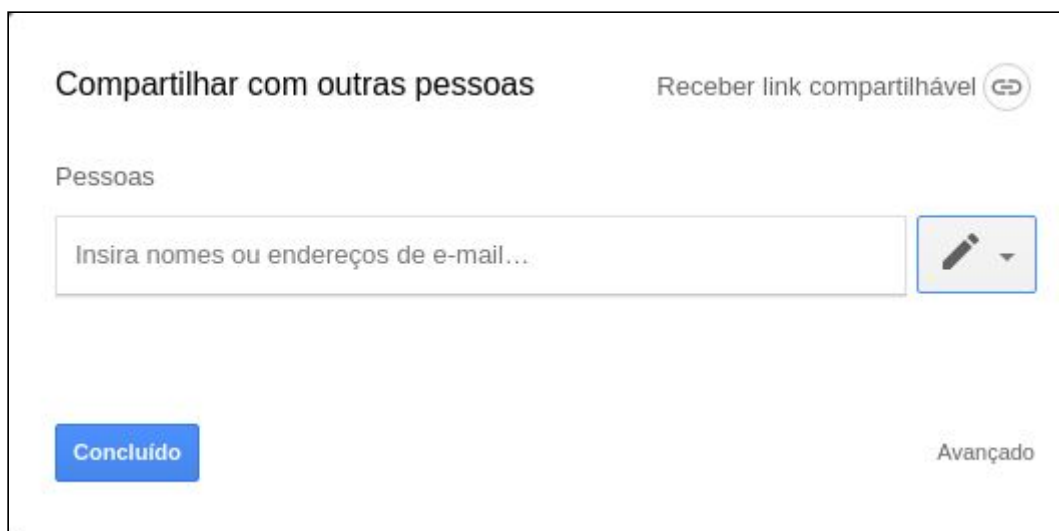 Compartilhar com outras pessoas
Receber link compartilhável
Pessoas
Insira nomes ou endereços de e-mail…
Concluído
Avançado